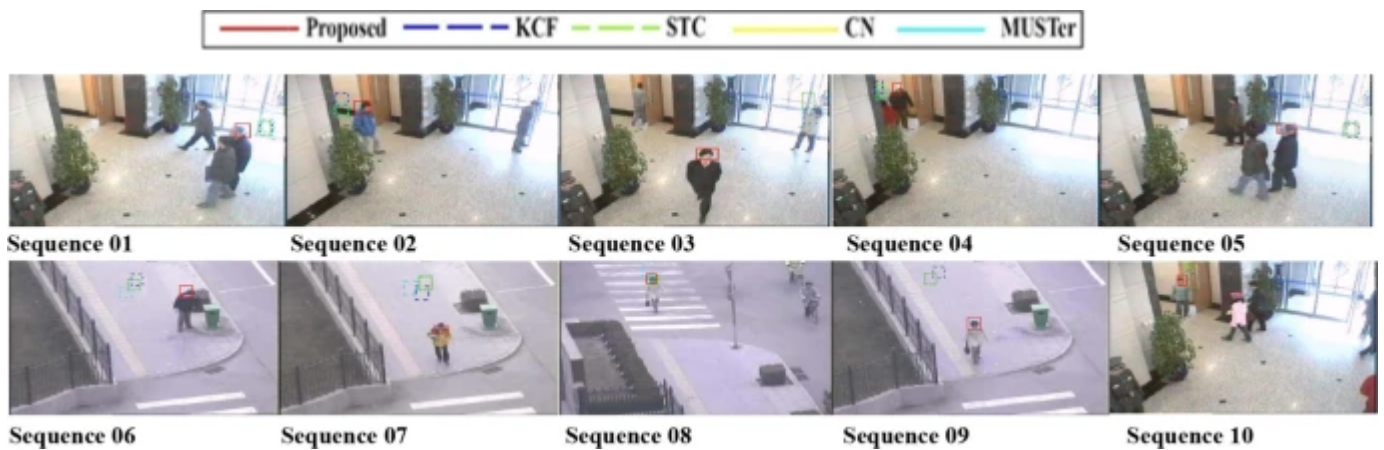 Proposed KCF STC CN MUSTer
Sequence 01 Sequence 02 Sequence 03 Sequence 04 Sequence 05
Sequence 06 Sequence 07 Sequence 08 Sequence 09 Sequence 10